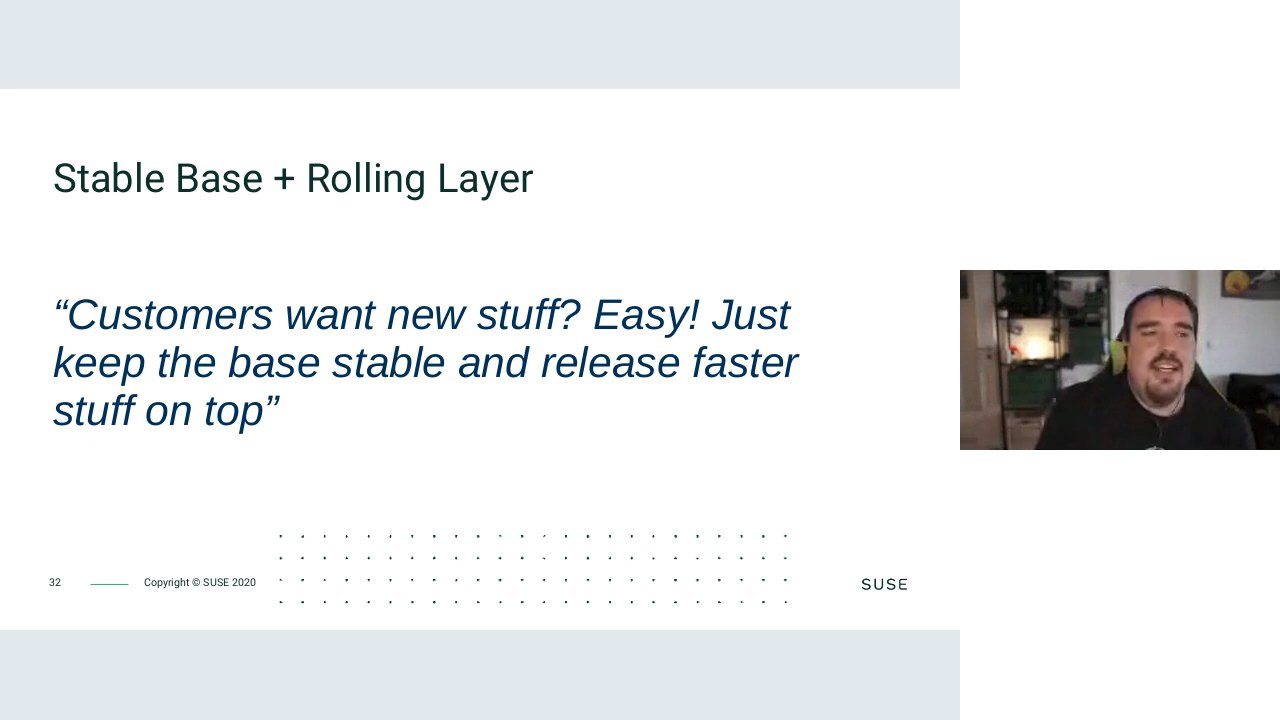 Stable Base + Rolling Layer
“Customers want new stuff? Easy! Just
keep the base stable and release faster
stuff on top”
32
Copyright © SUSE 2020
SUSE